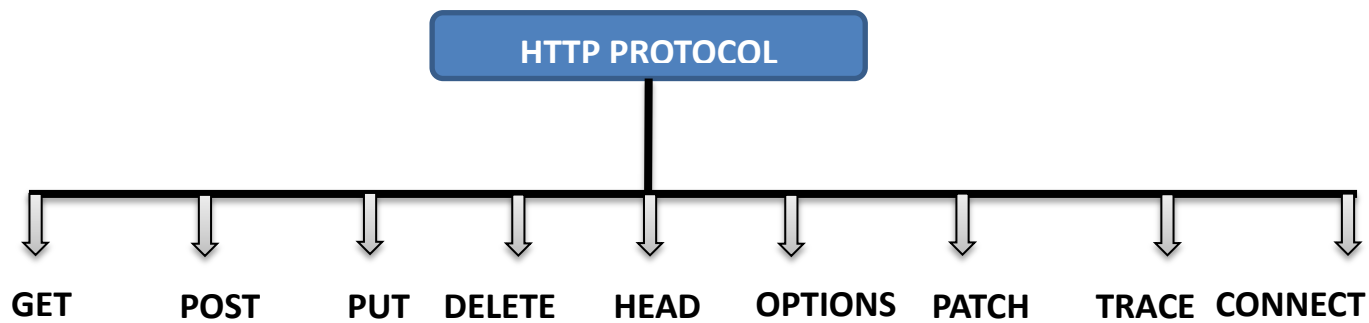 HTTP PROTOCOL
GET POST PUT DELETE HEAD OPTIONS PATCH TRACE CONNECT